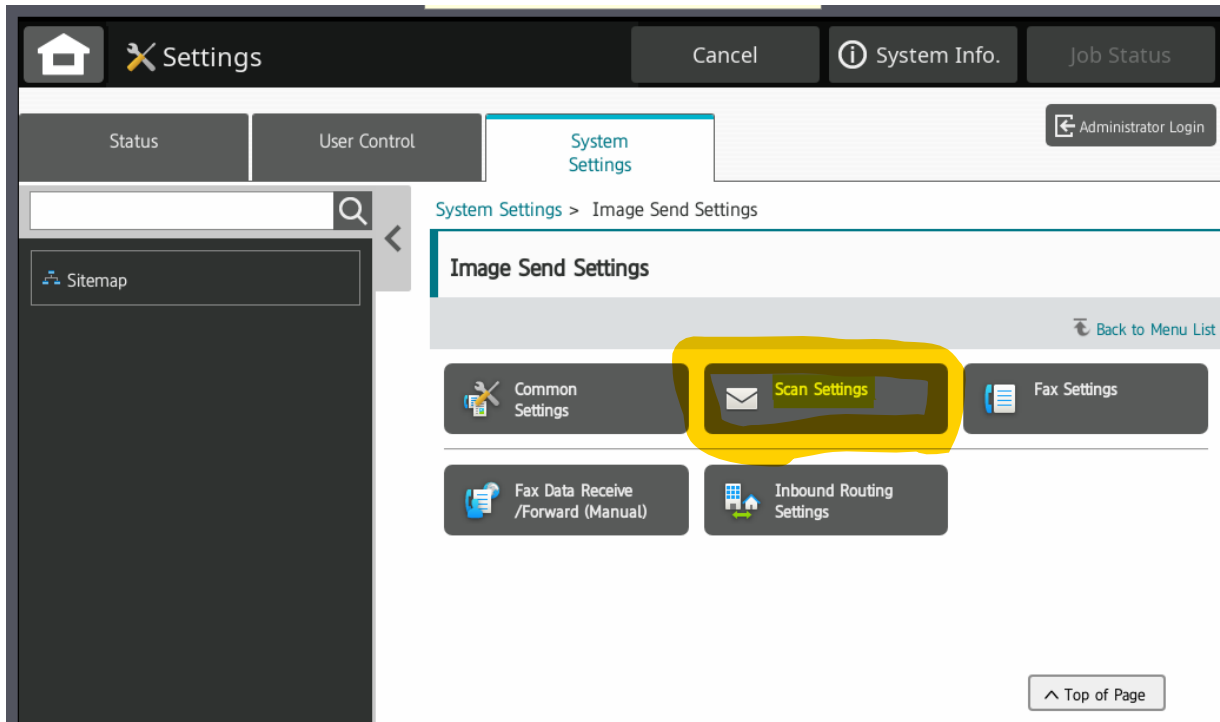 Settings
Cancel
System Info.
Job Status
Administrator Login
Status
User Control
System
Settings
System Settings > Image Send Settings
Sitemap
Image Send Settings
Back to Menu List
Common
Settings
Scan Settings
Fax Settings
Fax Data Receive
/Forward (Manual)
Inbound Routing
Settings
Top of Page